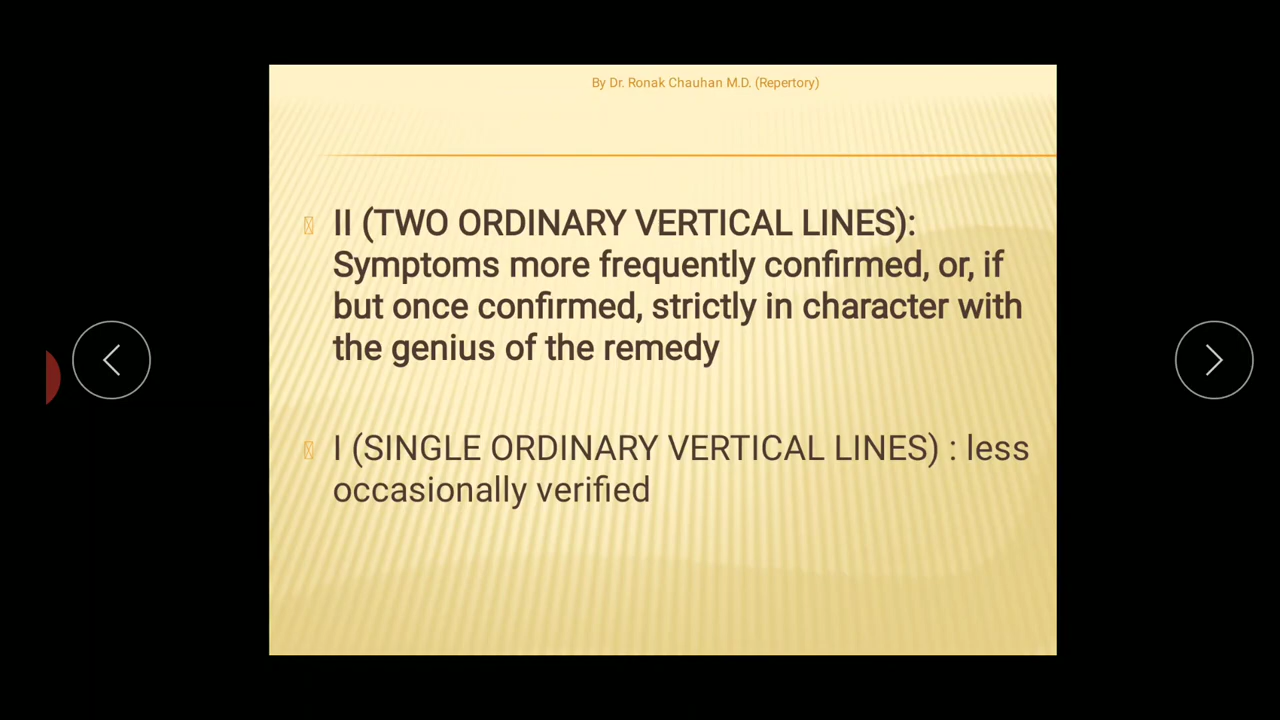 By Dr. Ronak Chauhan M.D. (Repertory)
II (TWO ORDINARY VERTICAL LINES):
Symptoms more frequently confirmed, or, if
but once confirmed, strictly in character with
the genius of the remedy
I (SINGLE ORDINARY VERTICAL LINES) : less
occasionally verified